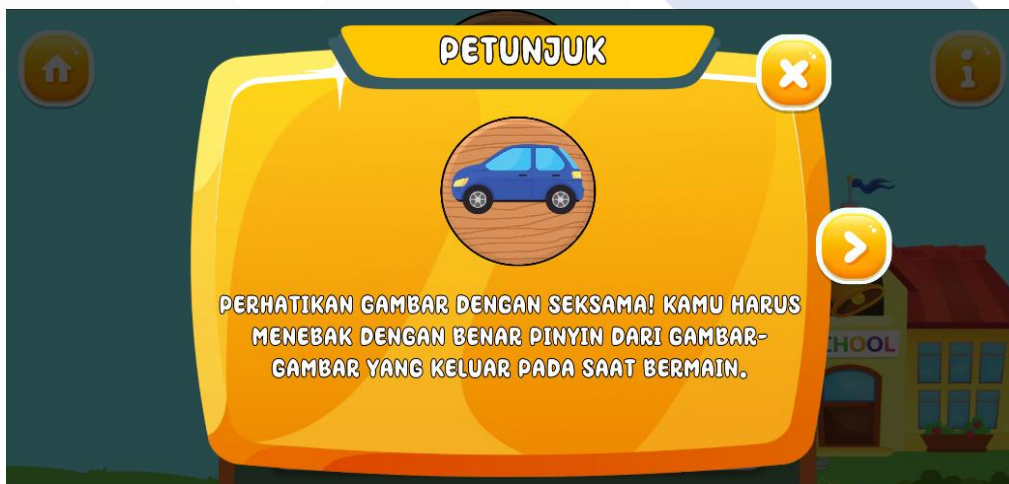 PETUNJUK
PERHATIKAN GAMBAR DENGAN SEKSAMA! KAMU HARUS
MENEBAK DENGAN BENAR PINYIN DARI GAMBAR-
GAMBAR YANG KELUAR PADA SAAT BERMAIN.
CHOOL